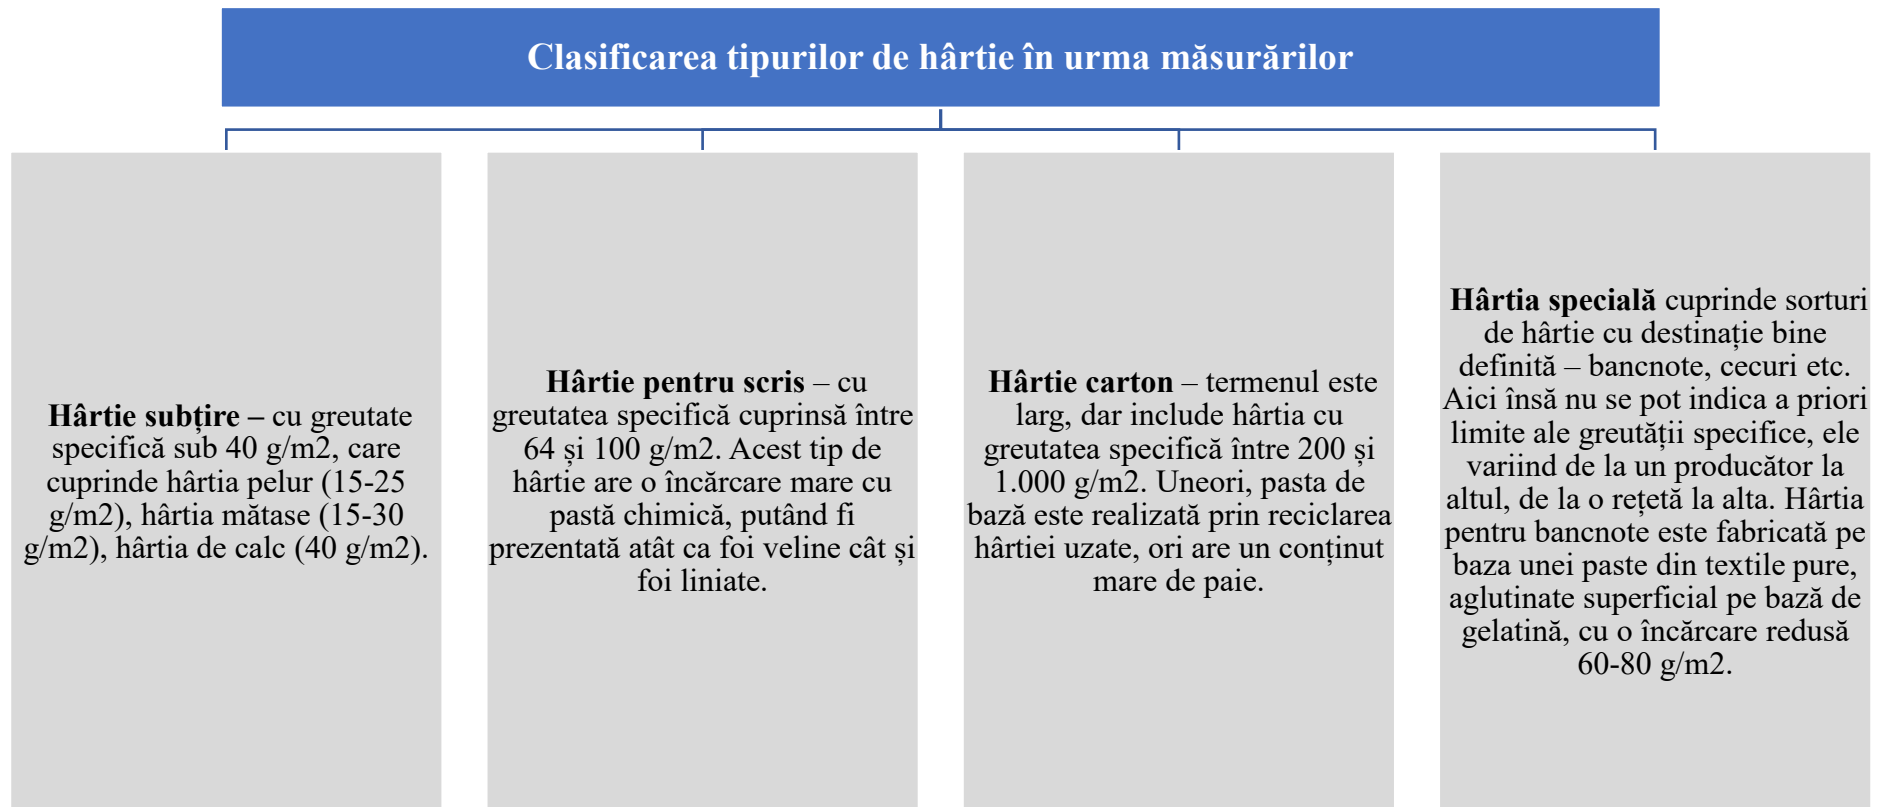 Clasificarea tipurilor de hârtie în urma măsurărilor
Hârtie subțire – cu greutate
specifică sub 40 g/m2, care
cuprinde hârtia pelur (15-25
g/m2), hârtia mătase (15-30
g/m2), hârtia de calc (40 g/m2).
Hârtie pentru scris – cu
greutatea specifică cuprinsă între
64 și 100 g/m2. Acest tip de
hârtie are o încărcare mare cu
pastă chimică, putând fi
prezentată atât ca foi veline cât și
foi liniate.
Hârtie carton – termenul este
larg, dar include hârtia cu
greutatea specifică între 200 și
1.000 g/m2. Uneori, pasta de
bază este realizată prin reciclarea
hârtiei uzate, ori are un conținut
mare de paie.
Hârtia specială cuprinde sorturi
de hârtie cu destinație bine
definită – bancnote, cecuri etc.
Aici însă nu se pot indica a priori
limite ale greutății specifice, ele
variind de la un producător la
altul, de la o rețetă la alta. Hârtia
pentru bancnote este fabricată pe
baza unei paste din textile pure,
aglutinate superficial pe bază de
gelatină, cu o încărcare redusă
60-80 g/m2.